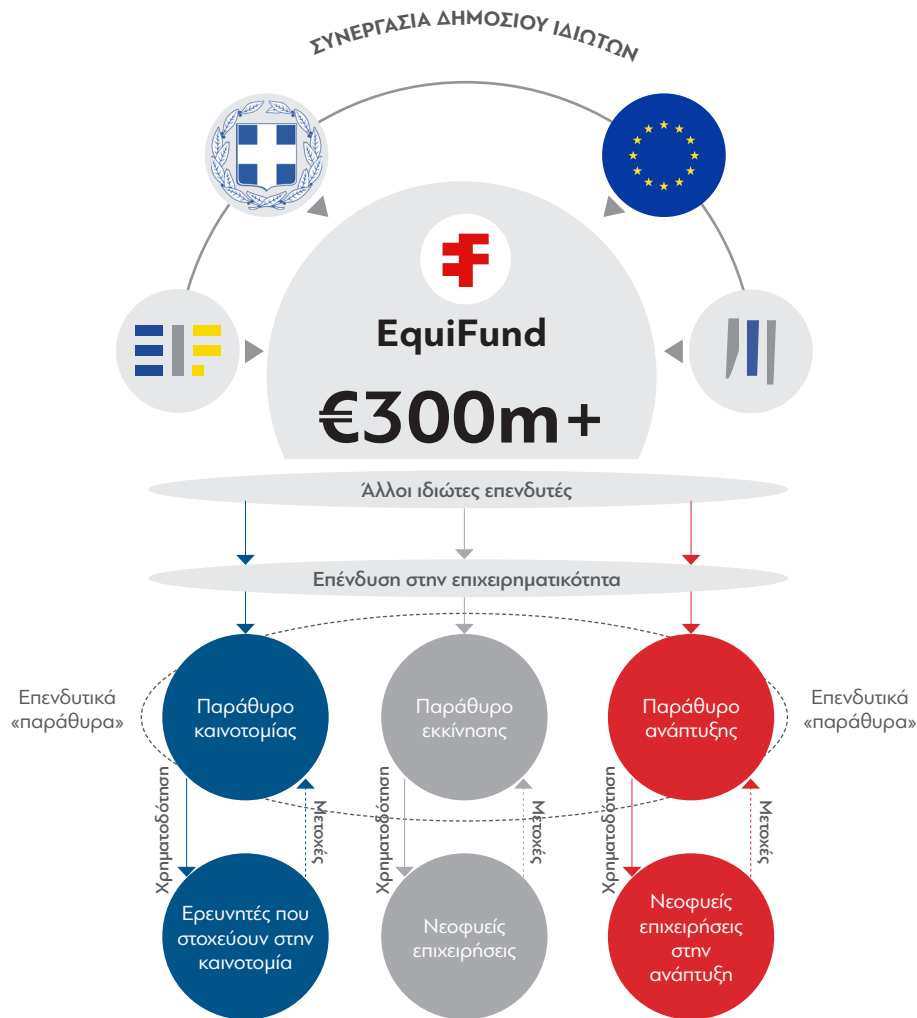 ΣΥΝΕΡΓΑΣΙΑ ΔΗΜΟΣΙΟΥ ΙΔΙΩΤΩΝ
EquiFund
€300m+
Άλλοι ιδιώτες επενδυτές
Επένδυση στην επιχειρηματικότητα
Επενδυτικά
«παράθυρα»
Παράθυρο
καινοτομίας
Παράθυρο
εκκίνησης
Παράθυρο
ανάπτυξης
Επενδυτικά
«παράθυρα»
Χρηματοδότηση
Μετοχές
Χρηματοδότηση
Μετοχές
Χρηματοδότηση
Μετοχές
Ερευνητές που
στοχεύουν στην
καινοτομία
Νεοφυείς
επιχειρήσεις
Νεοφυείς
επιχειρήσεις
στην
ανάπτυξη